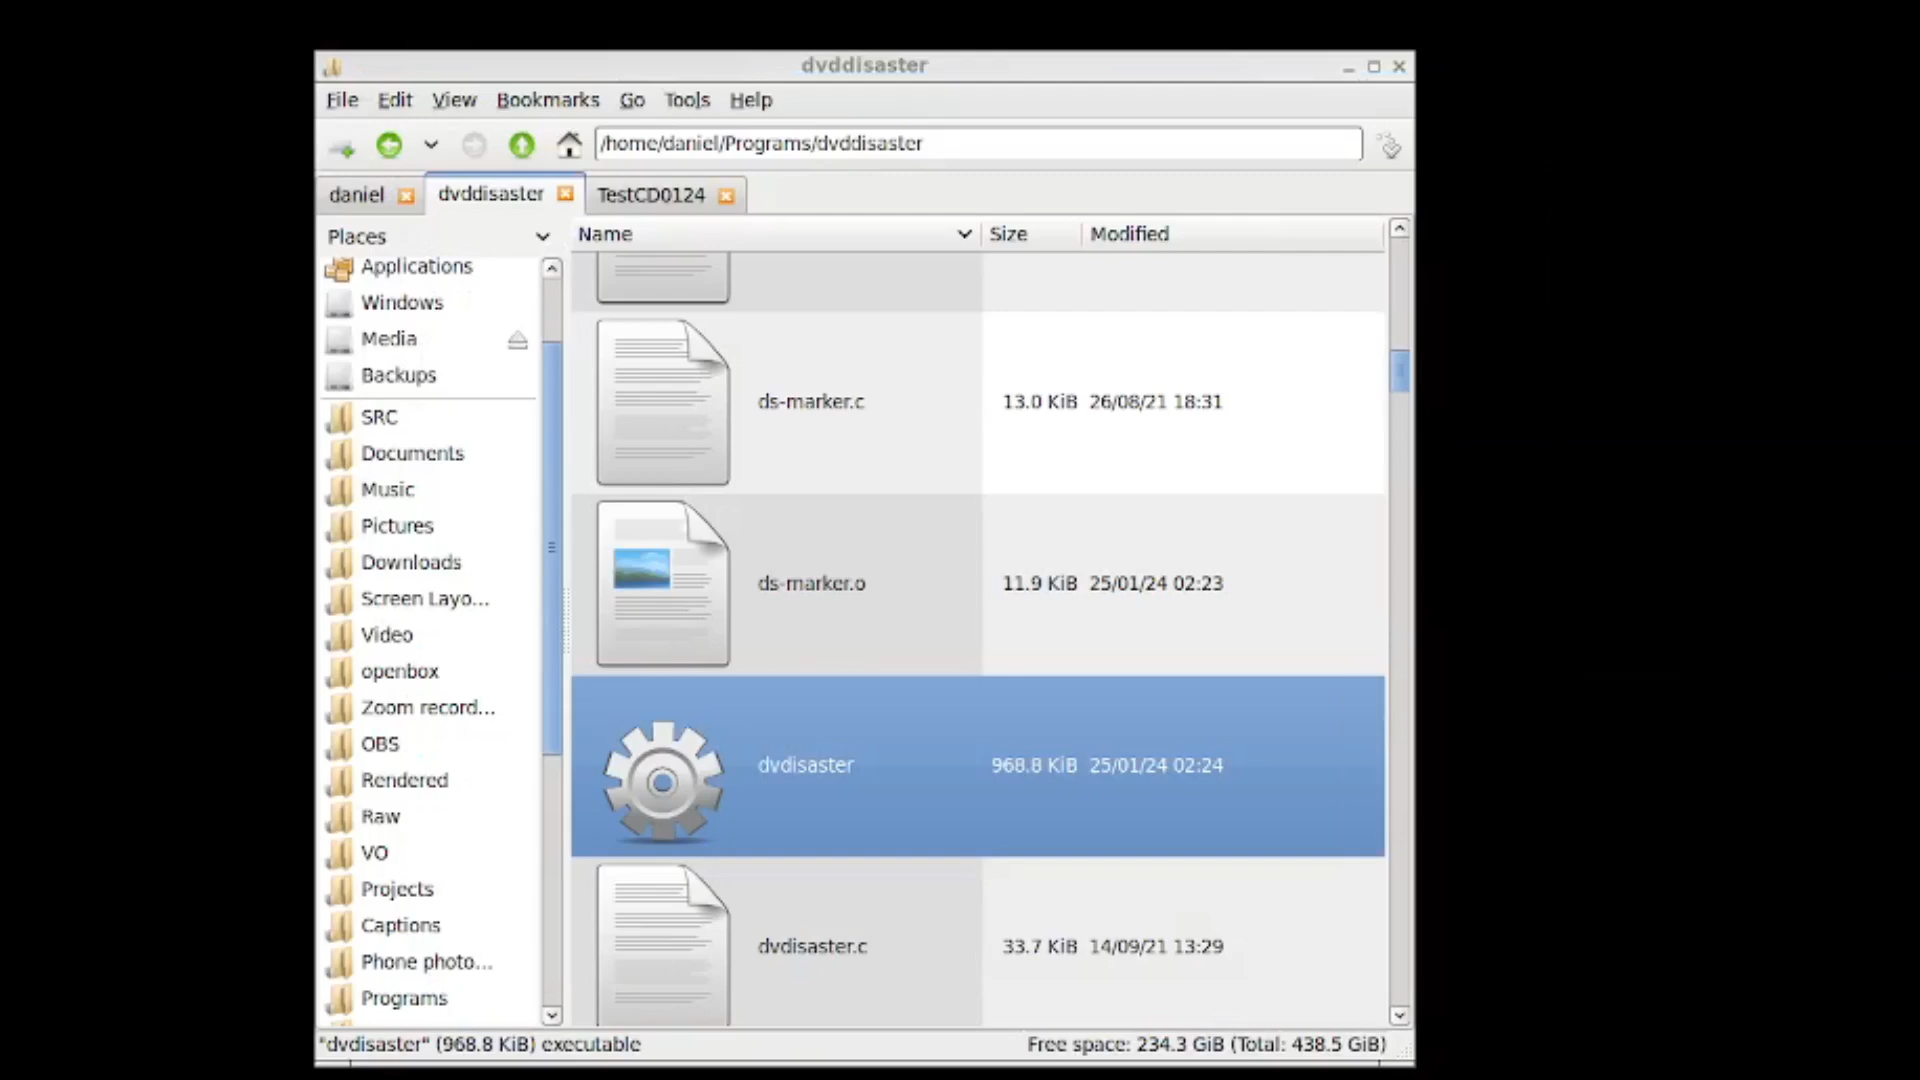 dvddisaster
File Edit View Bookmarks Go Tools Help
/home/daniel/Programs/dvddisaster
daniel dvddisaster TestCD0124
Places
Name Size Modified
Applications
Windows
Media
Backups
SRC
Documents
Music
Pictures
Downloads
Screen Layo...
Video
openbox
Zoom record...
OBS
Rendered
Raw
VO
Projects
Captions
Phone photo...
Programs
ds-marker.c 13.0 KiB 26/08/21 18:31
ds-marker.o 11.9 KiB 25/01/24 02:23
dvdisaster 968.8 KiB 25/01/24 02:24
dvdisaster.c 33.7 KiB 14/09/21 13:29
"dvdisaster" (968.8 KiB) executable
Free space: 234.3 GiB (Total: 438.5 GiB)